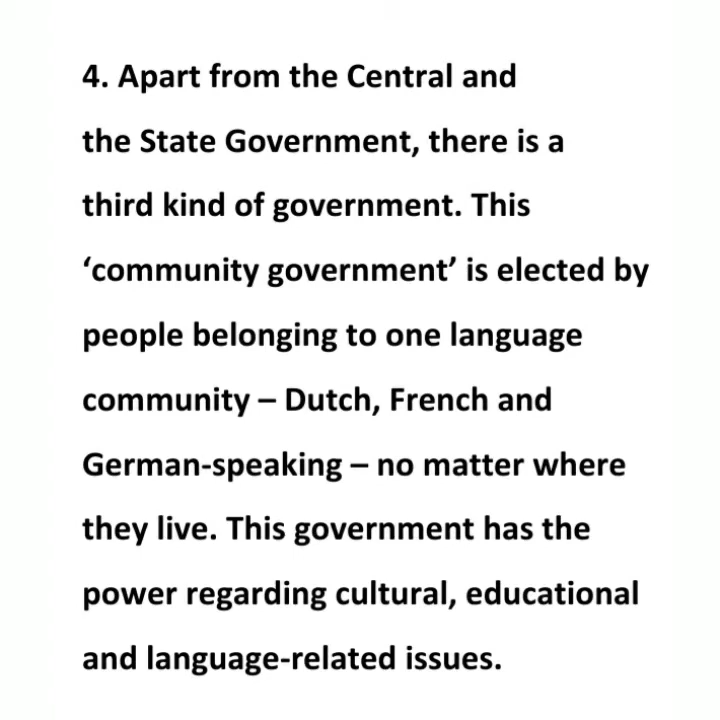 4. Apart from the Central and
the State Government, there is a
third kind of government. This
‘community government’ is elected by
people belonging to one language
community – Dutch, French and
German-speaking – no matter where
they live. This government has the
power regarding cultural, educational
and language-related issues.